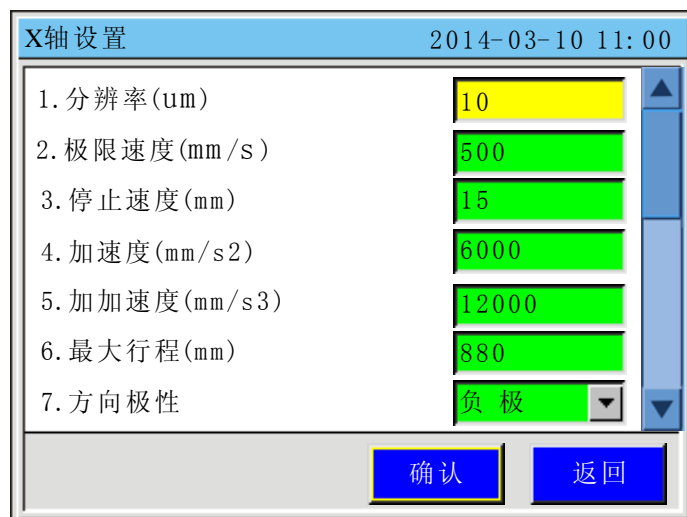 X轴设置 2014-03-10 11:00
1.分辨率(um) 10
2.极限速度(mm/s) 500
3.停止速度(mm) 15
4.加速度(mm/s2) 6000
5.加加速度(mm/s3) 12000
6.最大行程(mm) 880
7.方向极性 负极
确认 返回